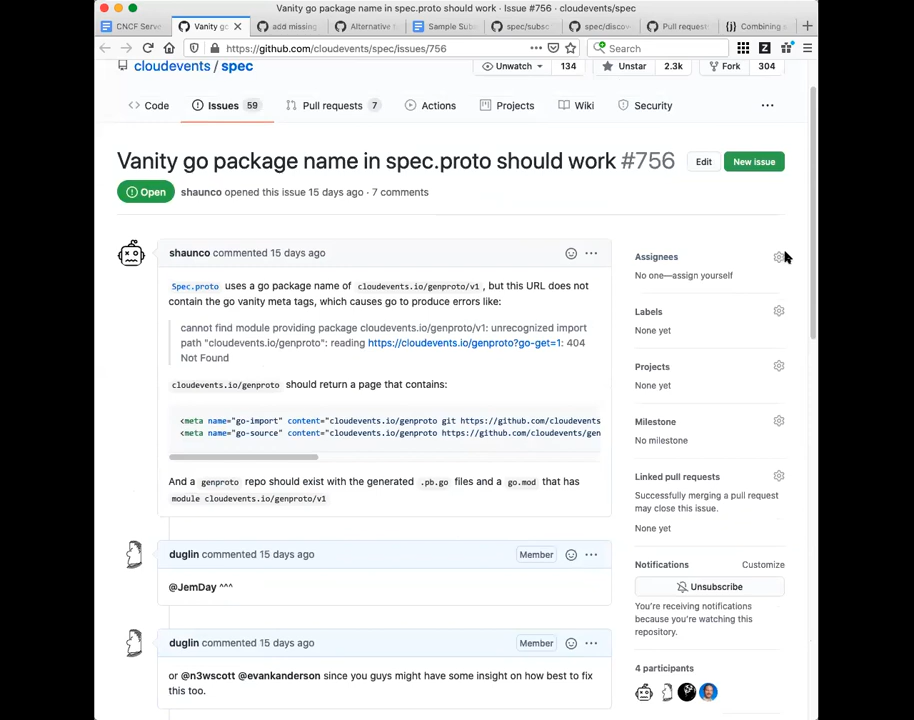 Vanity go package name in spec.proto should work · Issue #756 · cloudevents/spec
CNCF Serv
Vanity go
add missing
Alternative
Sample Sub
spec/subsc
spec/discov
Pull request
Combining s
https://github.com/cloudevents/spec/issues/756
Search
cloudevents / spec
Unwatch
134
Unstar
2.3k
Fork
304
Code
Issues 59
Pull requests 7
Actions
Projects
Wiki
Security
Vanity go package name in spec.proto should work #756
Edit
New issue
Open
shaunco opened this issue 15 days ago · 7 comments
shaunco commented 15 days ago
Spec.proto uses a go package name of cloudevents.io/genproto/v1 , but this URL does not
contain the go vanity meta tags, which causes go to produce errors like:
cannot find module providing package cloudevents.io/genproto/v1: unrecognized import
path "cloudevents.io/genproto": reading https://cloudevents.io/genproto?go-get=1: 404
Not Found
cloudevents.io/genproto should return a page that contains:
<meta name="go-import" content="cloudevents.io/genproto git https://github.com/cloudevents
<meta name="go-source" content="cloudevents.io/genproto https://github.com/cloudevents/gen
And a genproto repo should exist with the generated .pb.go files and a go.mod that has
module cloudevents.io/genproto/v1
duglin commented 15 days ago
Member
@JemDay ^^^
duglin commented 15 days ago
Member
or @n3wscott @evankanderson since you guys might have some insight on how best to fix
this too.
Assignees
No one—assign yourself
Labels
None yet
Projects
None yet
Milestone
No milestone
Linked pull requests
Successfully merging a pull request
may close this issue.
None yet
Notifications
Customize
Unsubscribe
You're receiving notifications
because you're watching this
repository.
4 participants